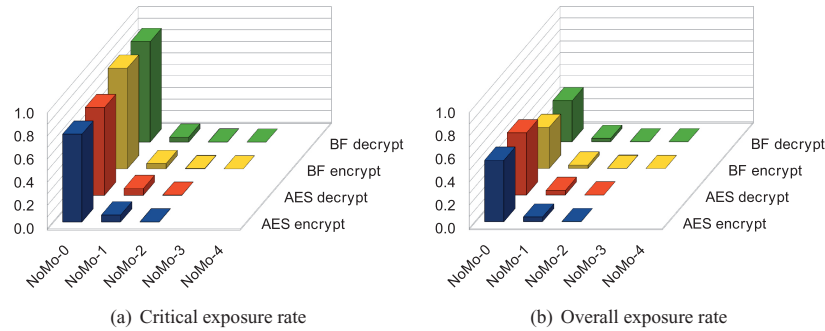 1.0
0.8
0.6
0.4
0.2
0.0
BF decrypt
BF encrypt
AES decrypt
AES encrypt
NoMo-0
NoMo-1
NoMo-2
NoMo-3
NoMo-4
(a) Critical exposure rate
1.0
0.8
0.6
0.4
0.2
0.0
BF decrypt
BF encrypt
AES decrypt
AES encrypt
NoMo-0
NoMo-1
NoMo-2
NoMo-3
NoMo-4
(b) Overall exposure rate